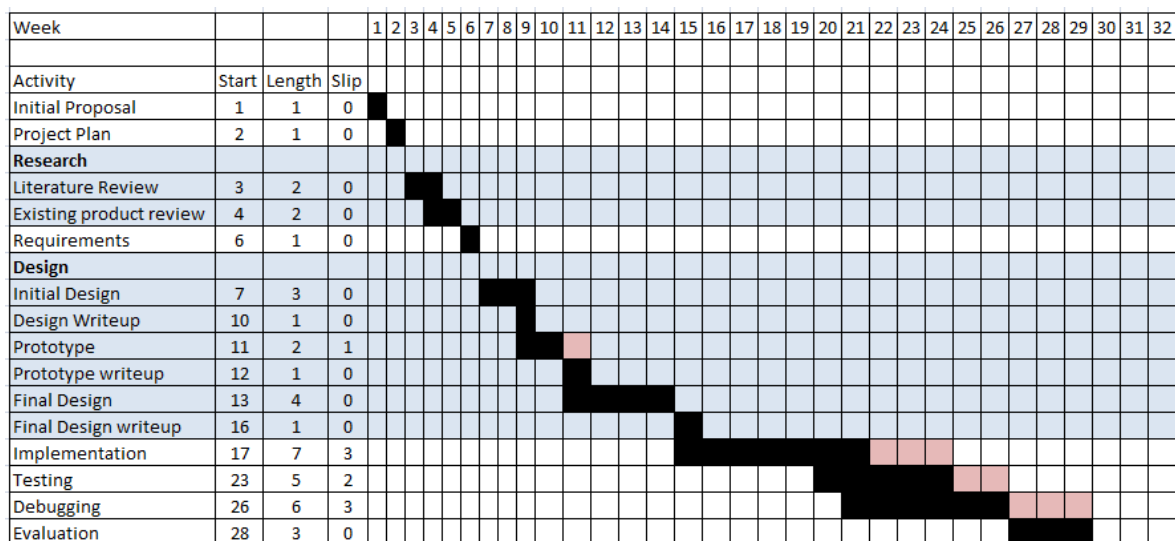 Week 1 2 3 4 5 6 7 8 9 10 11 12 13 14 15 16 17 18 19 20 21 22 23 24 25 26 27 28 29 30 31 32
Activity Start Length Slip
Initial Proposal 1 1 0
Project Plan 2 1 0
Research
Literature Review 3 2 0
Existing product review 4 2 0
Requirements 6 1 0
Design
Initial Design 7 3 0
Design Writeup 10 1 0
Prototype 11 2 1
Prototype writeup 12 1 0
Final Design 13 4 0
Final Design writeup 16 1 0
Implementation 17 7 3
Testing 23 5 2
Debugging 26 6 3
Evaluation 28 3 0